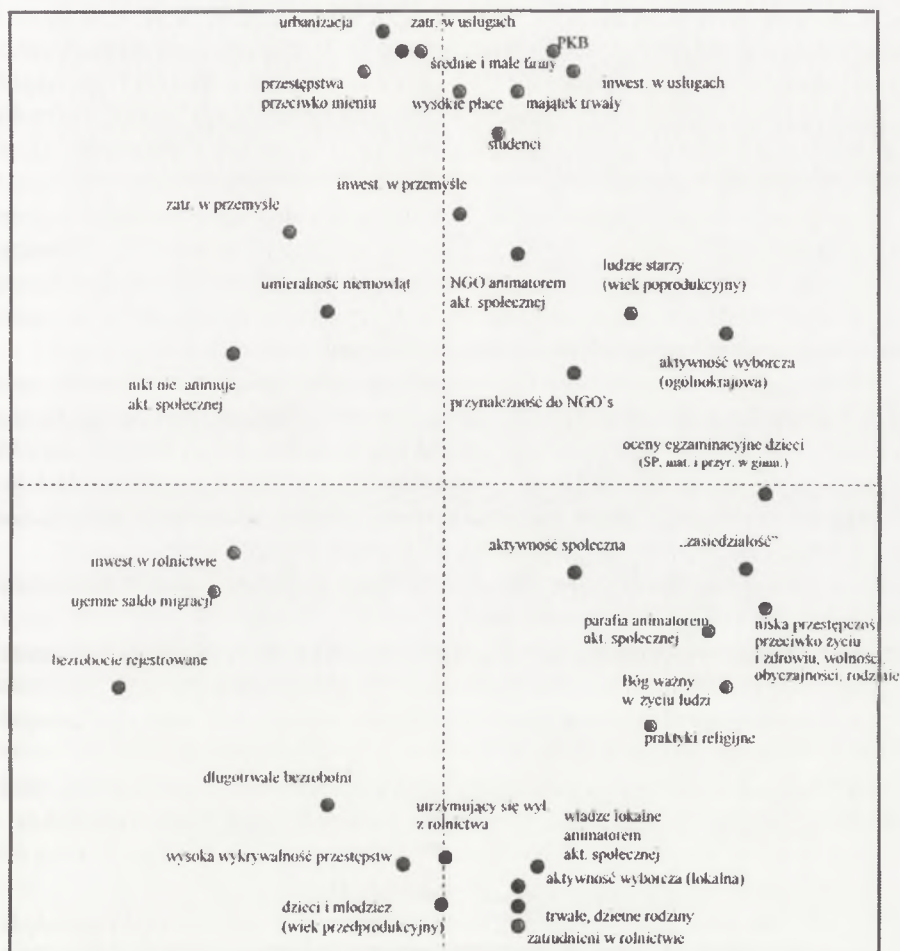 urbanizacja
zatr. w usługach
PKB
średnie i małe firmy
przestępstwa
przeciwko mieniu
inwest. w usługach
wysokie płace
majątek trwały
studenci
inwest. w przemyśle
zatr. w przemyśle
umieralność niemowląt
NGO animatorem
akt. społecznej
ludzie starzy
(wiek poprodukcyjny)
nikt nie animuje
akt. społecznej
aktywność wyborcza
(ogólnokrajowa)
przynależność do NGO`s
oceny egzaminacyjne dzieci
(SP, mat. i przyr. w gimn.)
inwest. w rolnictwie
aktywność społeczna
„zasiedziałość”
ujemne saldo migracji
parafia animatorem
akt. społecznej
niska przestępczoś
przeciwko życiu
i zdrowiu, wolności,
obyczajności, rodzinie
bezrobocie rejestrowane
Bóg ważny
w życiu ludzi
praktyki religijne
długotrwale bezrobotni
utrzymujący się wył.
z rolnictwa
władze lokalne
animatorem
akt. społecznej
wysoka wykrywalność przestępstw
aktywność wyborcza (lokalna)
dzieci i młodzież
(wiek przedprodukcyjny)
trwałe, dzietne rodziny
zatrudnieni w rolnictwie